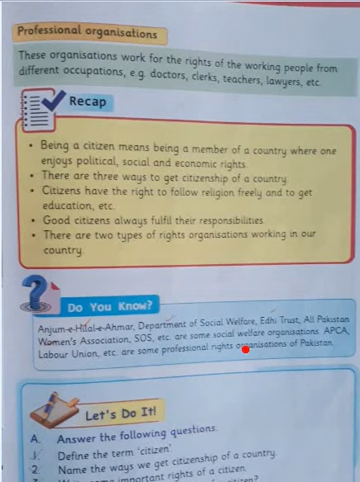 Professional organisations
These organisations work for the rights of the working people from
different occupations, e.g. doctors, clerks, teachers, lawyers, etc.
Recap
• Being a citizen means being a member of a country where one
enjoys political, social and economic rights.
• There are three ways to get citizenship of a country.
• Citizens have the right to follow religion freely and to get
education, etc.
• Good citizens always fulfil their responsibilities.
• There are two types of rights organisations working in our
country.
Do You Know?
Anjum-e-Hilal-e-Ahmar, Department of Social Welfare, Edhi Trust, All Pakistan
Women's Association, SOS, etc. are some social welfare organisations. APCA,
Labour Union, etc. are some professional rights organisations of Pakistan.
Let's Do It!
A. Answer the following questions.
1. Define the term 'citizen'
2. Name the ways we get citizenship of a country.
some important rights of a citizen.